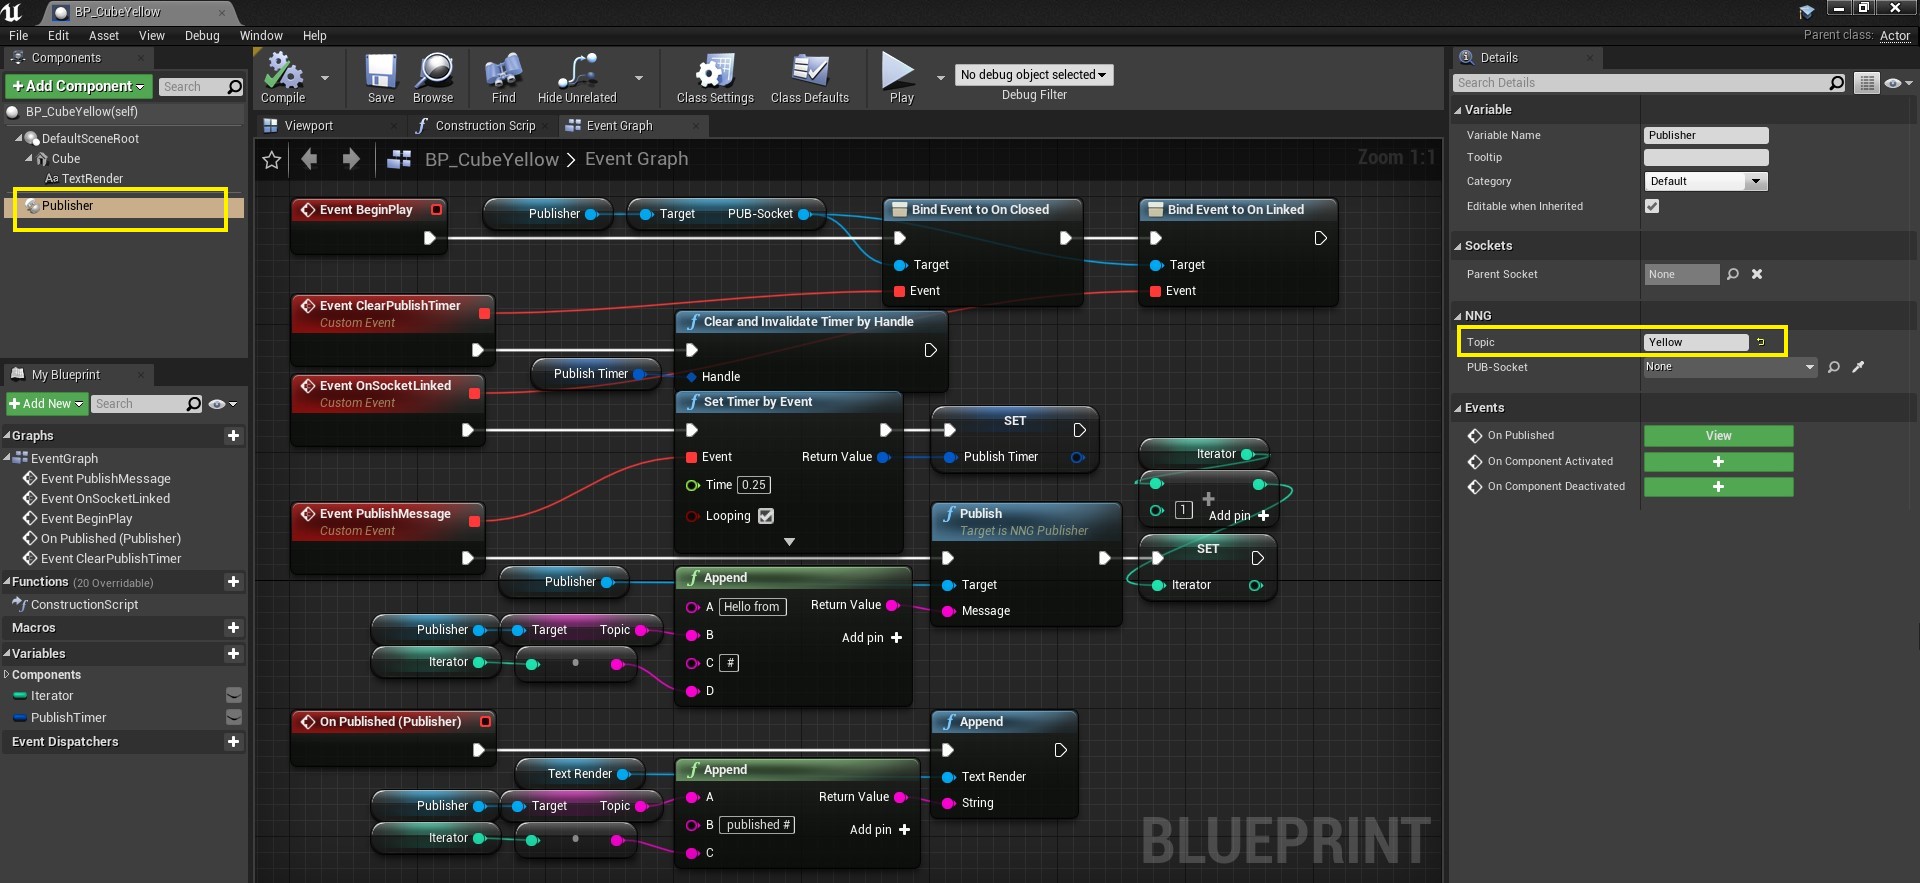 BP_CubeYellow
File Edit Asset View Debug Window Help
Parent class: Actor
Components
+Add Component
Search
BP_CubeYellow(self)
DefaultSceneRoot
Cube
TextRender
Publisher
My Blueprint
+Add New
Search
Graphs
EventGraph
Event PublishMessage
Event OnSocketLinked
Event BeginPlay
On Published (Publisher)
Event ClearPublishTimer
Functions (20 Overridable)
ConstructionScript
Macros
Variables
Components
Iterator
PublishTimer
Event Dispatchers
Compile
Save
Browse
Find
Hide Unrelated
Class Settings
Class Defaults
Play
No debug object selected
Debug Filter
Viewport
Construction Scrip
Event Graph
BP_CubeYellow > Event Graph
Zoom 1:1
Event BeginPlay
Publisher
Target PUB-Socket
Bind Event to On Closed
Target
Event
Bind Event to On Linked
Target
Event
Event ClearPublishTimer
Custom Event
Clear and Invalidate Timer by Handle
Publish Timer
Handle
Event OnSocketLinked
Custom Event
Set Timer by Event
Event Return Value
Time 0.25
Looping
SET
Publish Timer
Iterator
1
Add pin +
SET
Iterator
Event PublishMessage
Custom Event
Publish
Target is NNG Publisher
Target
Message
Publisher
Append
A Hello from Return Value
B Add pin +
C #
D
Publisher
Target Topic
Iterator
On Published (Publisher)
Append
Text Render
String
Text Render
Append
A Return Value
B published # Add pin +
C
Publisher
Target Topic
Iterator
BLUEPRINT
Details
Search Details
Variable
Variable Name Publisher
Tooltip
Category Default
Editable when Inherited
Sockets
Parent Socket None
NNG
Topic Yellow
PUB-Socket None
Events
On Published View
On Component Activated +
On Component Deactivated +